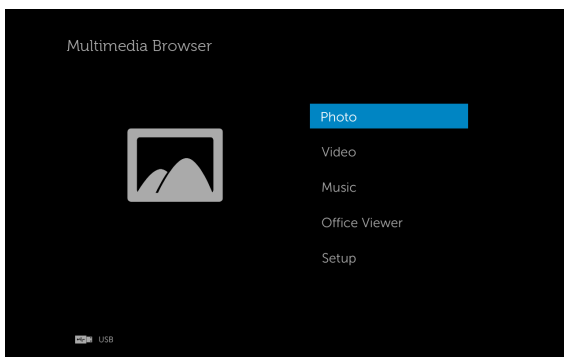 Multimedia Browser
Photo
Video
Music
Office Viewer
Setup
USB